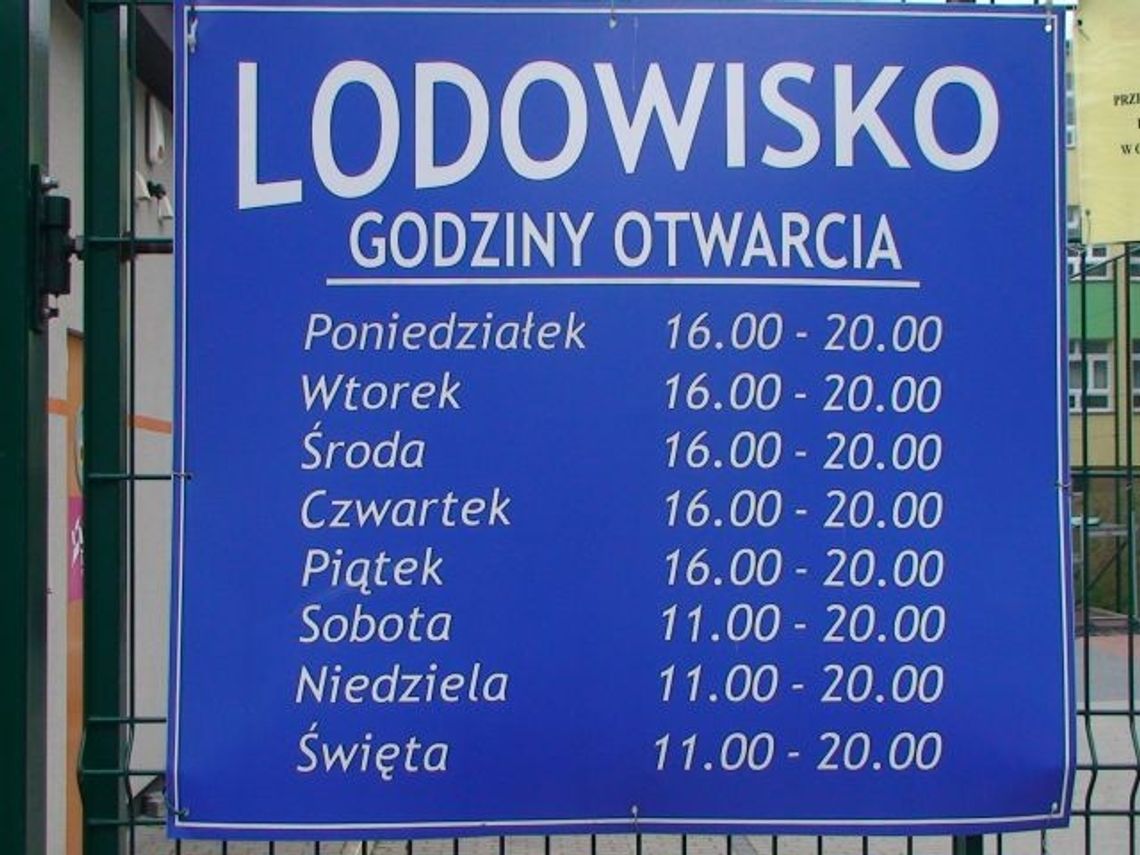 LODOWISKO
GODZINY OTWARCIA
Poniedziałek 16.00 - 20.00
Wtorek 16.00 - 20.00
Środa 16.00 - 20.00
Czwartek 16.00 - 20.00
Piątek 16.00 - 20.00
Sobota 11.00 - 20.00
Niedziela 11.00 - 20.00
Święta 11.00 - 20.00